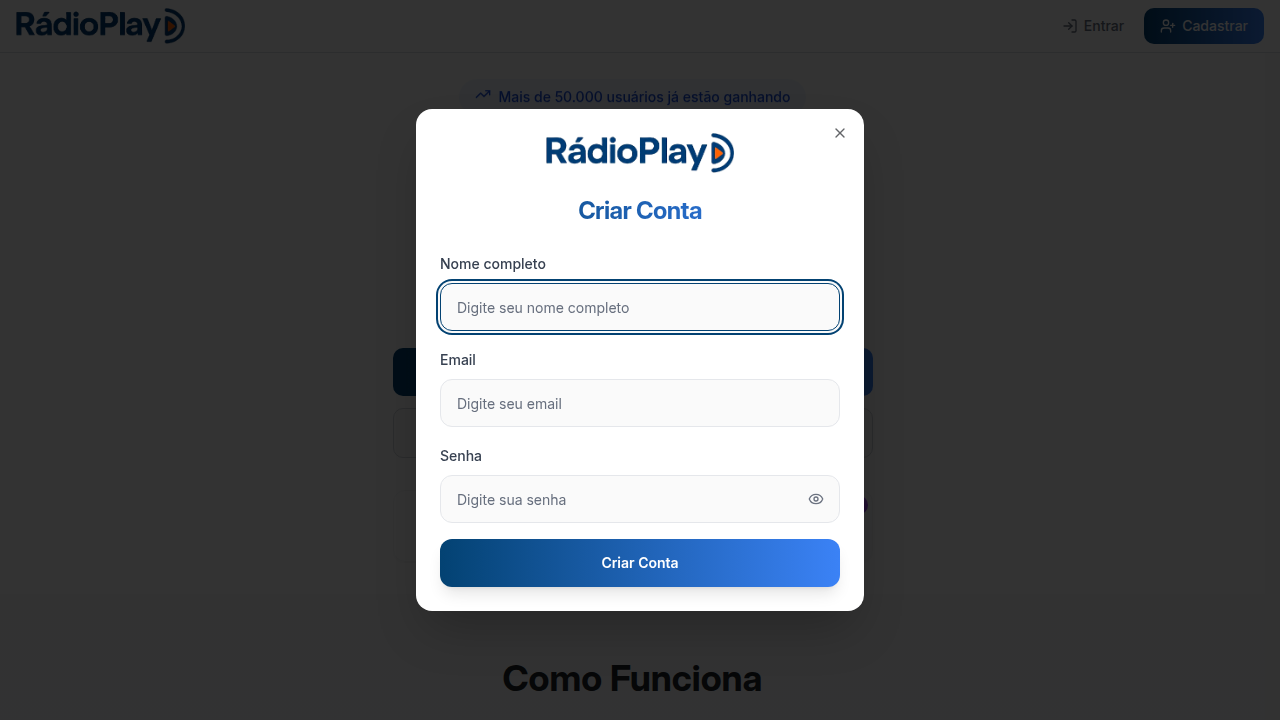 RádioPlay
Entrar
Cadastrar
Mais de 50.000 usuários já estão ganhando
RádioPlay
Criar Conta
Nome completo
Digite seu nome completo
Email
Digite seu email
Senha
Digite sua senha
Criar Conta
Como Funciona